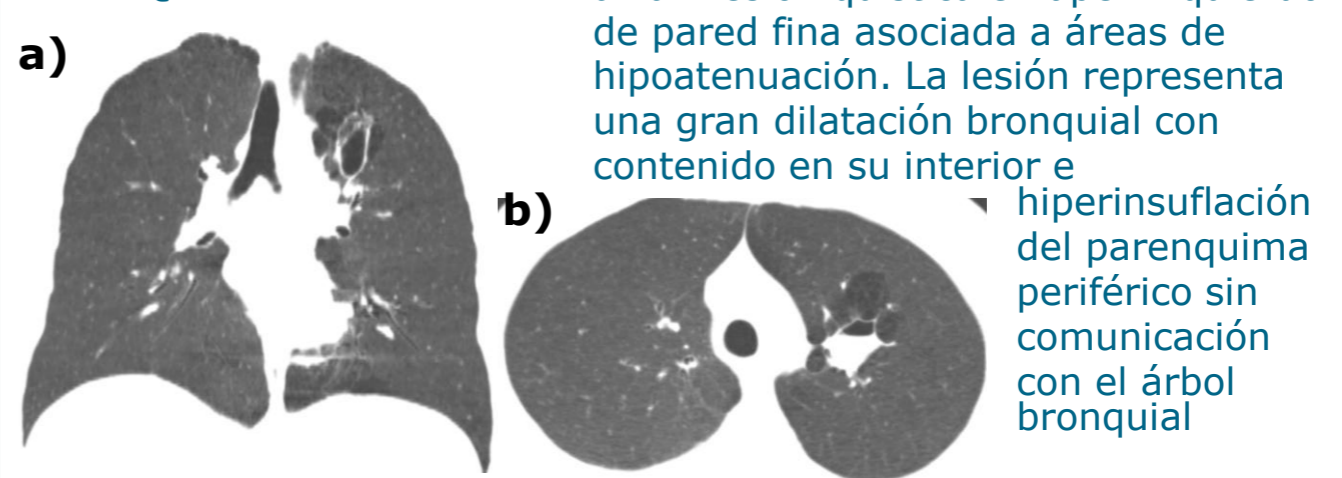 a)
de pared fina asociada a áreas de
hipoatenuación. La lesión representa
una gran dilatación bronquial con
contenido en su interior e
b)
hiperinsuflación
del parenquima
periférico sin
comunicación
con el árbol
bronquial